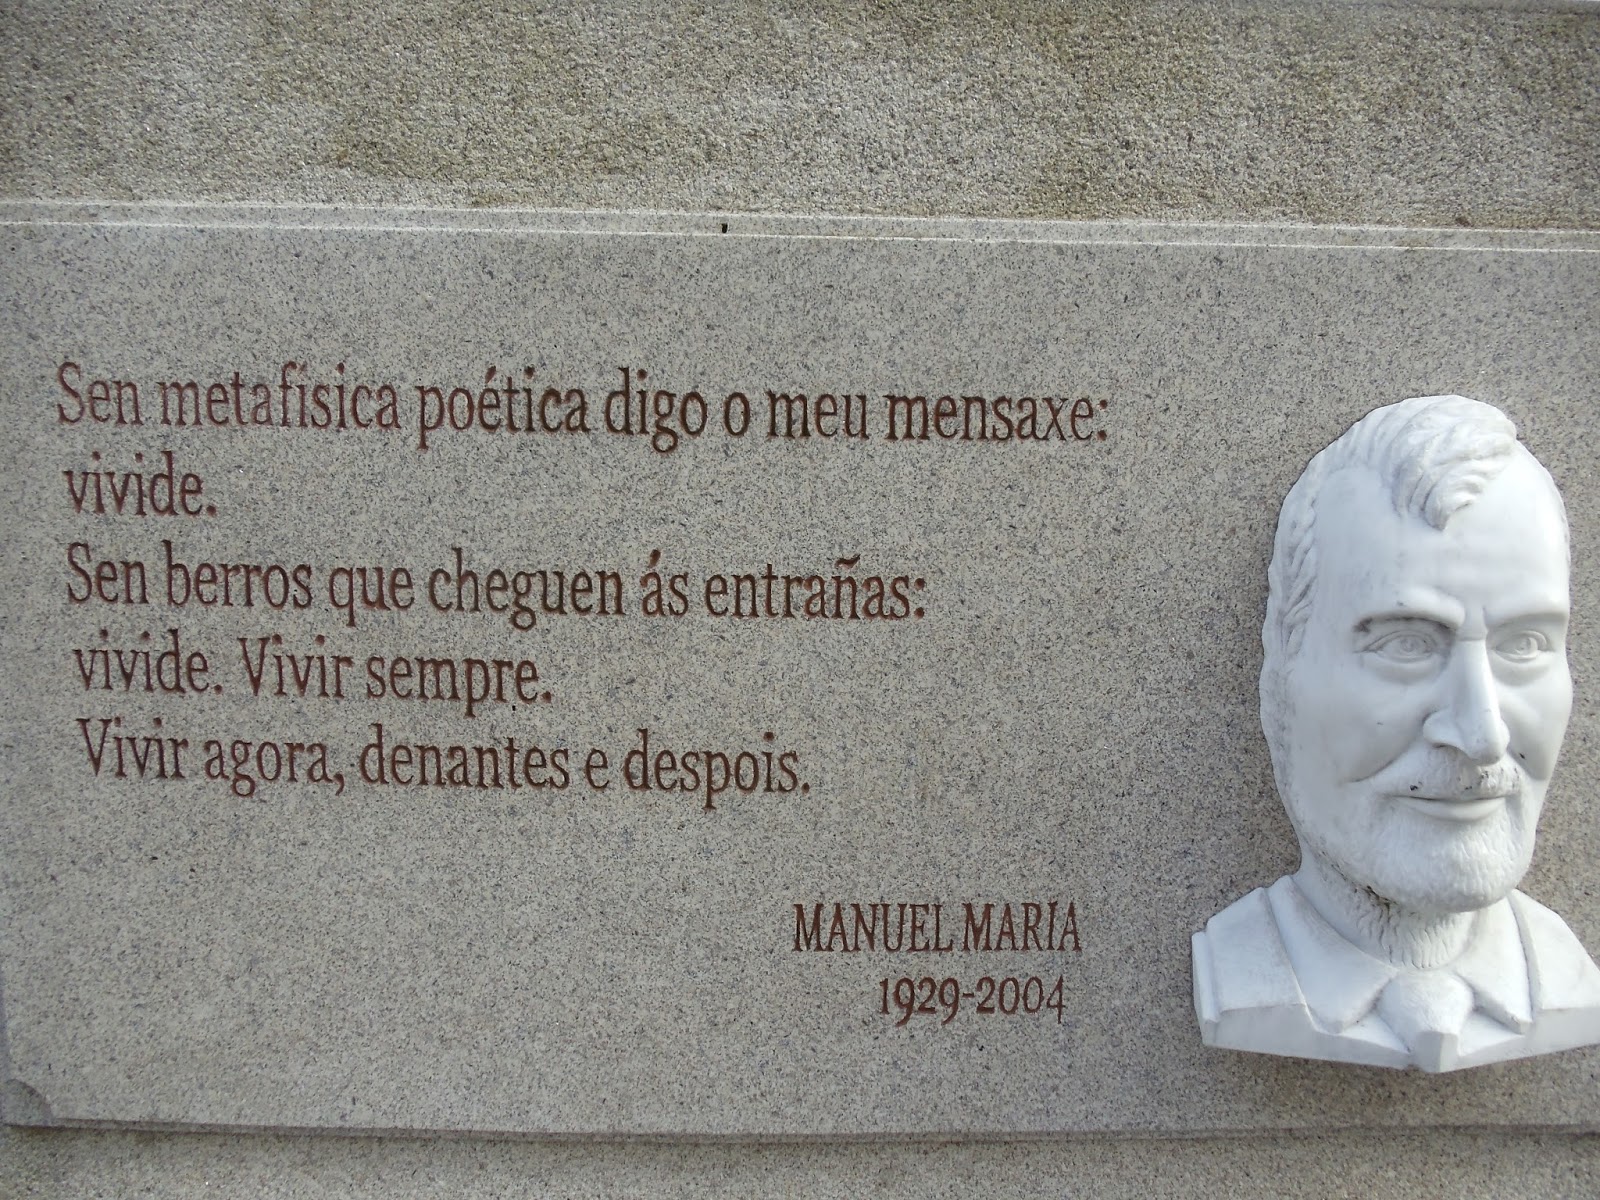 Sen metafísica poética digo o meu mensaxe:
vivide.
Sen berros que cheguen ás entrañas:
vivide. Vivir sempre.
Vivir agora, denantes e despois.
MANUEL MARÍA
1929-2004